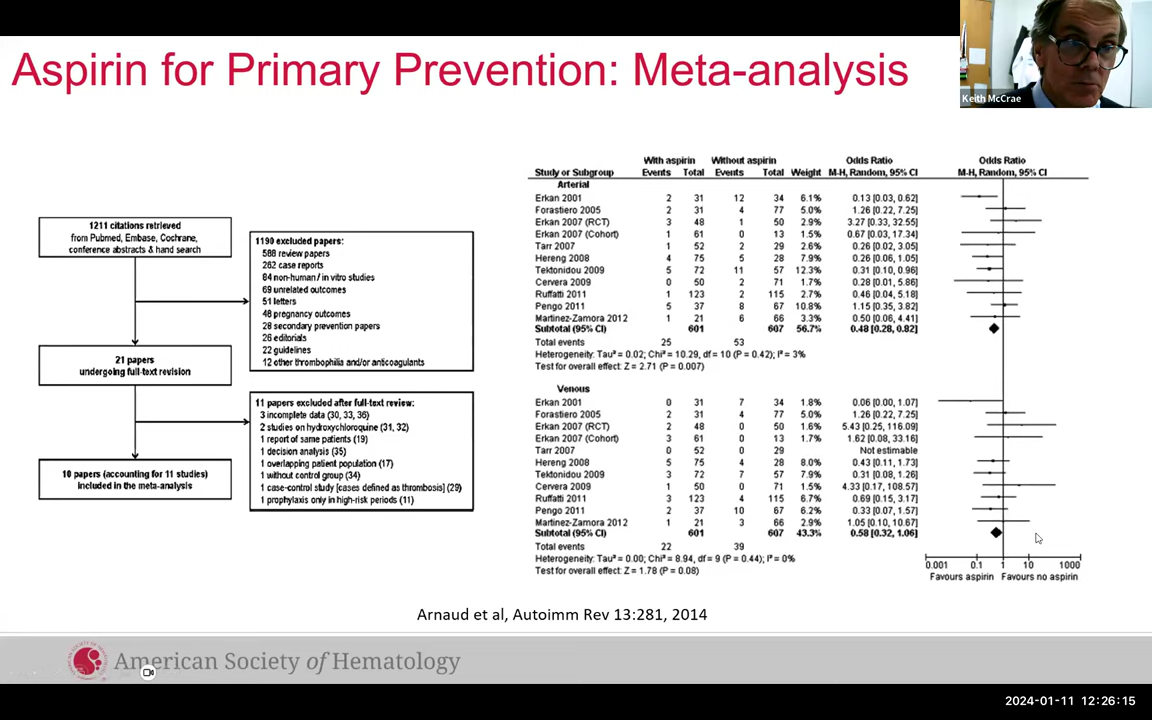 Aspirin for Primary Prevention: Meta-analysis
Keith McCrae
1211 citations retrieved
from Pubmed, Embase, Cochrane,
conference abstracts & hand search
1190 excluded papers:
588 review papers
262 case reports
84 non-human / in vitro studies
69 unrelated outcomes
51 letters
48 pregnancy outcomes
28 secondary prevention papers
26 editorials
22 guidelines
12 other thrombophilia and/or anticoagulants
21 papers
undergoing full-text revision
11 papers excluded after full-text review:
3 incomplete data (30, 33, 36)
2 studies on hydroxychloroquine (31, 32)
1 report of same patients (19)
1 decision analysis (35)
1 overlapping patient population (17)
1 without control group (34)
1 case-control study [cases defined as thrombosis] (29)
1 prophylaxis only in high-risk periods (11)
10 papers (accounting for 11 studies)
included in the meta-analysis
With aspirin Without aspirin Odds Ratio Odds Ratio
Study or Subgroup Events Total Events Total Weight M-H, Random, 95% CI M-H, Random, 95% CI
Arterial
Erkan 2001 2 31 12 34 6.1% 0.13 [0.03, 0.62]
Forastiero 2005 2 31 4 77 5.0% 1.26 [0.22, 7.25]
Erkan 2007 (RCT) 3 48 1 50 2.9% 3.27 [0.33, 32.55]
Erkan 2007 (Cohort) 1 61 0 13 1.5% 0.67 [0.03, 17.34]
Tarr 2007 1 52 2 29 2.6% 0.26 [0.02, 3.05]
Hereng 2008 4 75 5 28 7.9% 0.26 [0.06, 1.05]
Tektonidou 2009 5 72 11 57 12.3% 0.31 [0.10, 0.96]
Cervera 2009 0 50 2 71 1.7% 0.28 [0.01, 5.86]
Ruffatti 2011 1 123 2 115 2.7% 0.46 [0.04, 5.18]
Pengo 2011 5 37 8 67 10.6% 1.15 [0.35, 3.82]
Martinez-Zamora 2012 1 21 6 66 3.3% 0.50 [0.06, 4.41]
Subtotal (95% CI) 601 607 56.7% 0.48 [0.28, 0.82]
Total events 25 53
Heterogeneity: Tau² = 0.02; Chi² = 10.29, df = 10 (P = 0.42); I² = 3%
Test for overall effect: Z = 2.71 (P = 0.007)
Venous
Erkan 2001 0 31 7 34 1.8% 0.06 [0.00, 1.07]
Forastiero 2005 2 31 4 77 5.0% 1.26 [0.22, 7.25]
Erkan 2007 (RCT) 2 48 0 50 1.7% 5.43 [0.25, 116.09]
Erkan 2007 (Cohort) 3 61 0 13 1.7% 1.62 [0.08, 33.16]
Tarr 2007 0 52 0 29 Not estimable
Hereng 2008 5 75 4 28 8.0% 0.43 [0.11, 1.73]
Tektonidou 2009 3 72 7 57 7.6% 0.31 [0.08, 1.26]
Cervera 2009 1 50 0 71 1.5% 4.33 [0.17, 108.57]
Ruffatti 2011 3 123 4 115 6.7% 0.69 [0.15, 3.17]
Pengo 2011 2 37 10 67 6.2% 0.33 [0.07, 1.57]
Martinez-Zamora 2012 1 21 3 66 2.9% 1.05 [0.10, 10.67]
Subtotal (95% CI) 601 607 43.3% 0.58 [0.32, 1.06]
Total events 22 39
Heterogeneity: Tau² = 0.00; Chi² = 8.94, df = 9 (P = 0.44); I² = 0%
Test for overall effect: Z = 1.78 (P = 0.08)
0.001 0.1 1 10 1000
Favours aspirin Favours no aspirin
Arnaud et al, Autoimm Rev 13:281, 2014
American Society of Hematology
2024-01-11 12:26:15